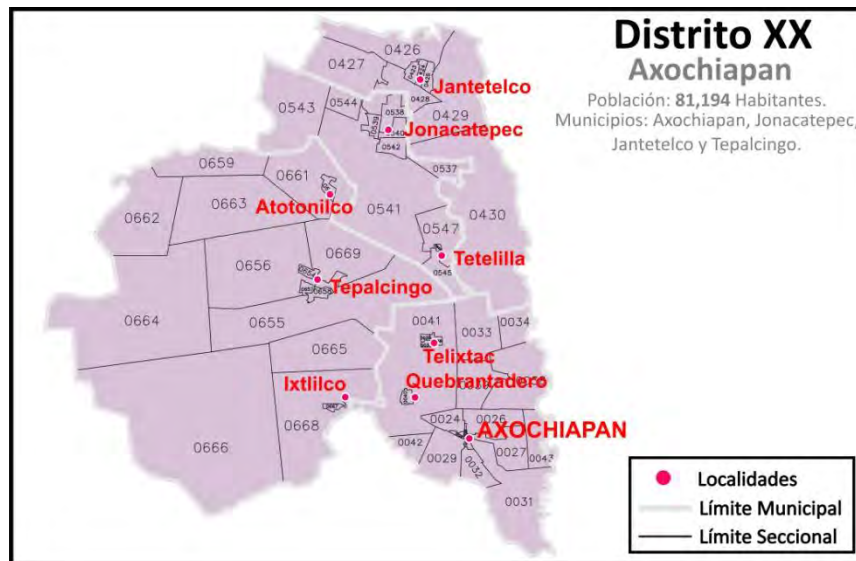 Distrito XX
Axochiapan
Población: 81,194 Habitantes.
Municipios: Axochiapan, Jonacatepec,
Jantetelco y Tepalcingo.
0426
0427
Jantetelco
0428
0543
0544
0538
0429
0539
Jonacatepec
0542
0659
0537
0661
0663
0662
Atotonilco
0541
0430
0547
Tetelilla
0545
0669
0656
Tepalcingo
0664
0655
0041
0033
0034
0665
Telixtac
Ixtlilco
Quebrantadero
0668
0666
0024
0026
AXOCHIAPAN
0042
0029
0032
0027
0043
0031
Localidades
Límite Municipal
Límite Seccional